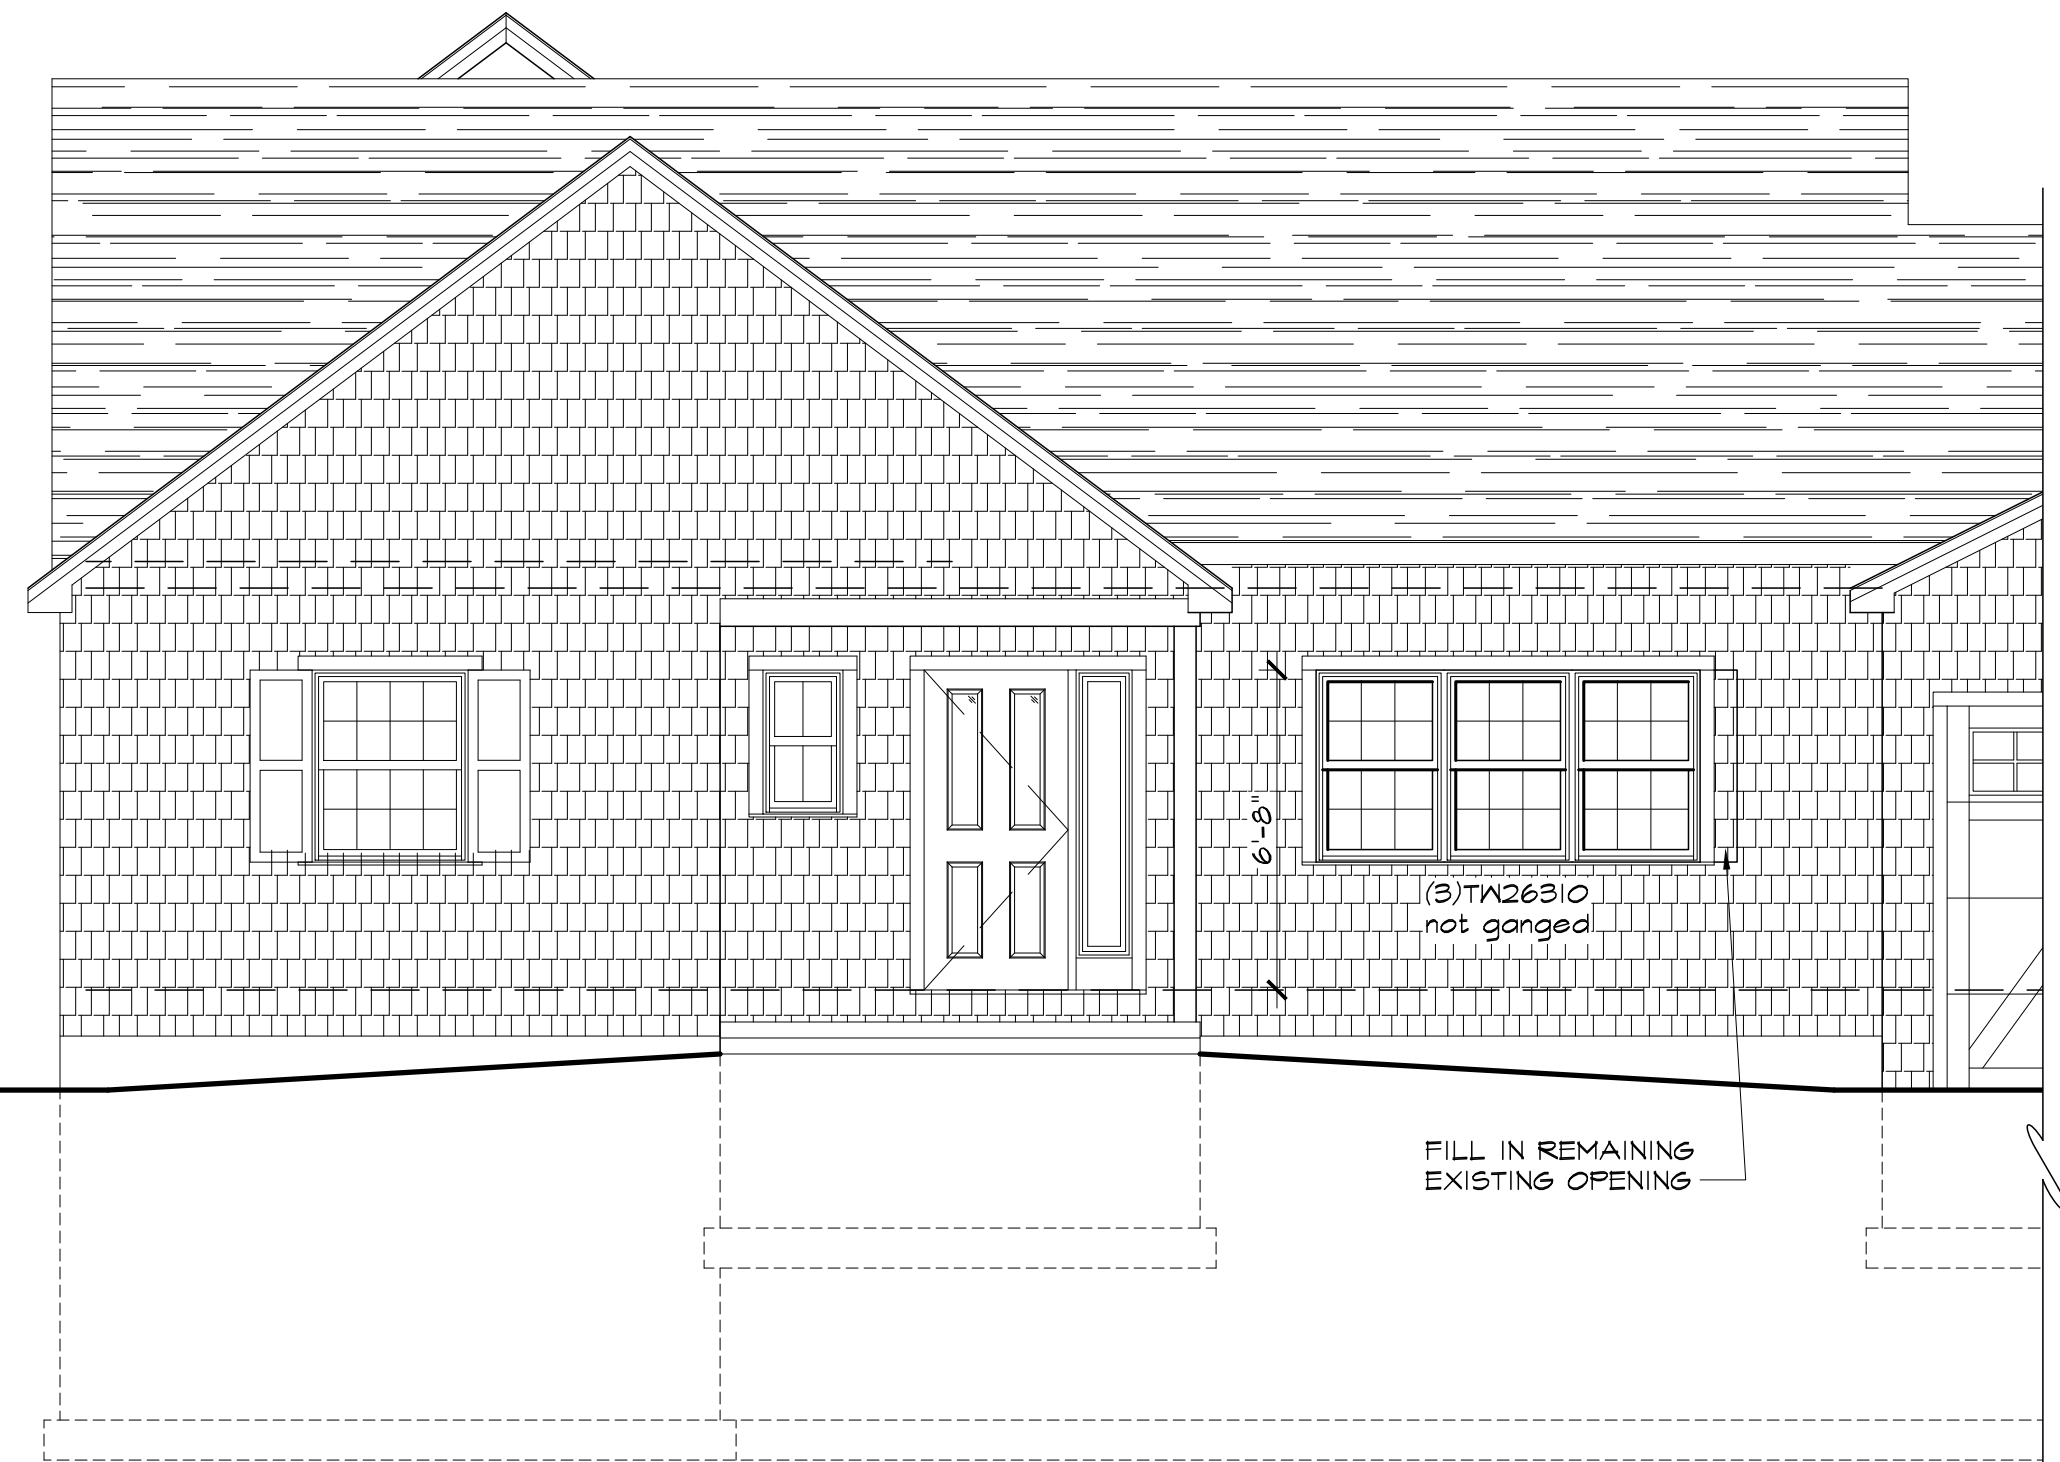 6'-8"
(3)TW26310
not ganged
FILL IN REMAINING
EXISTING OPENING